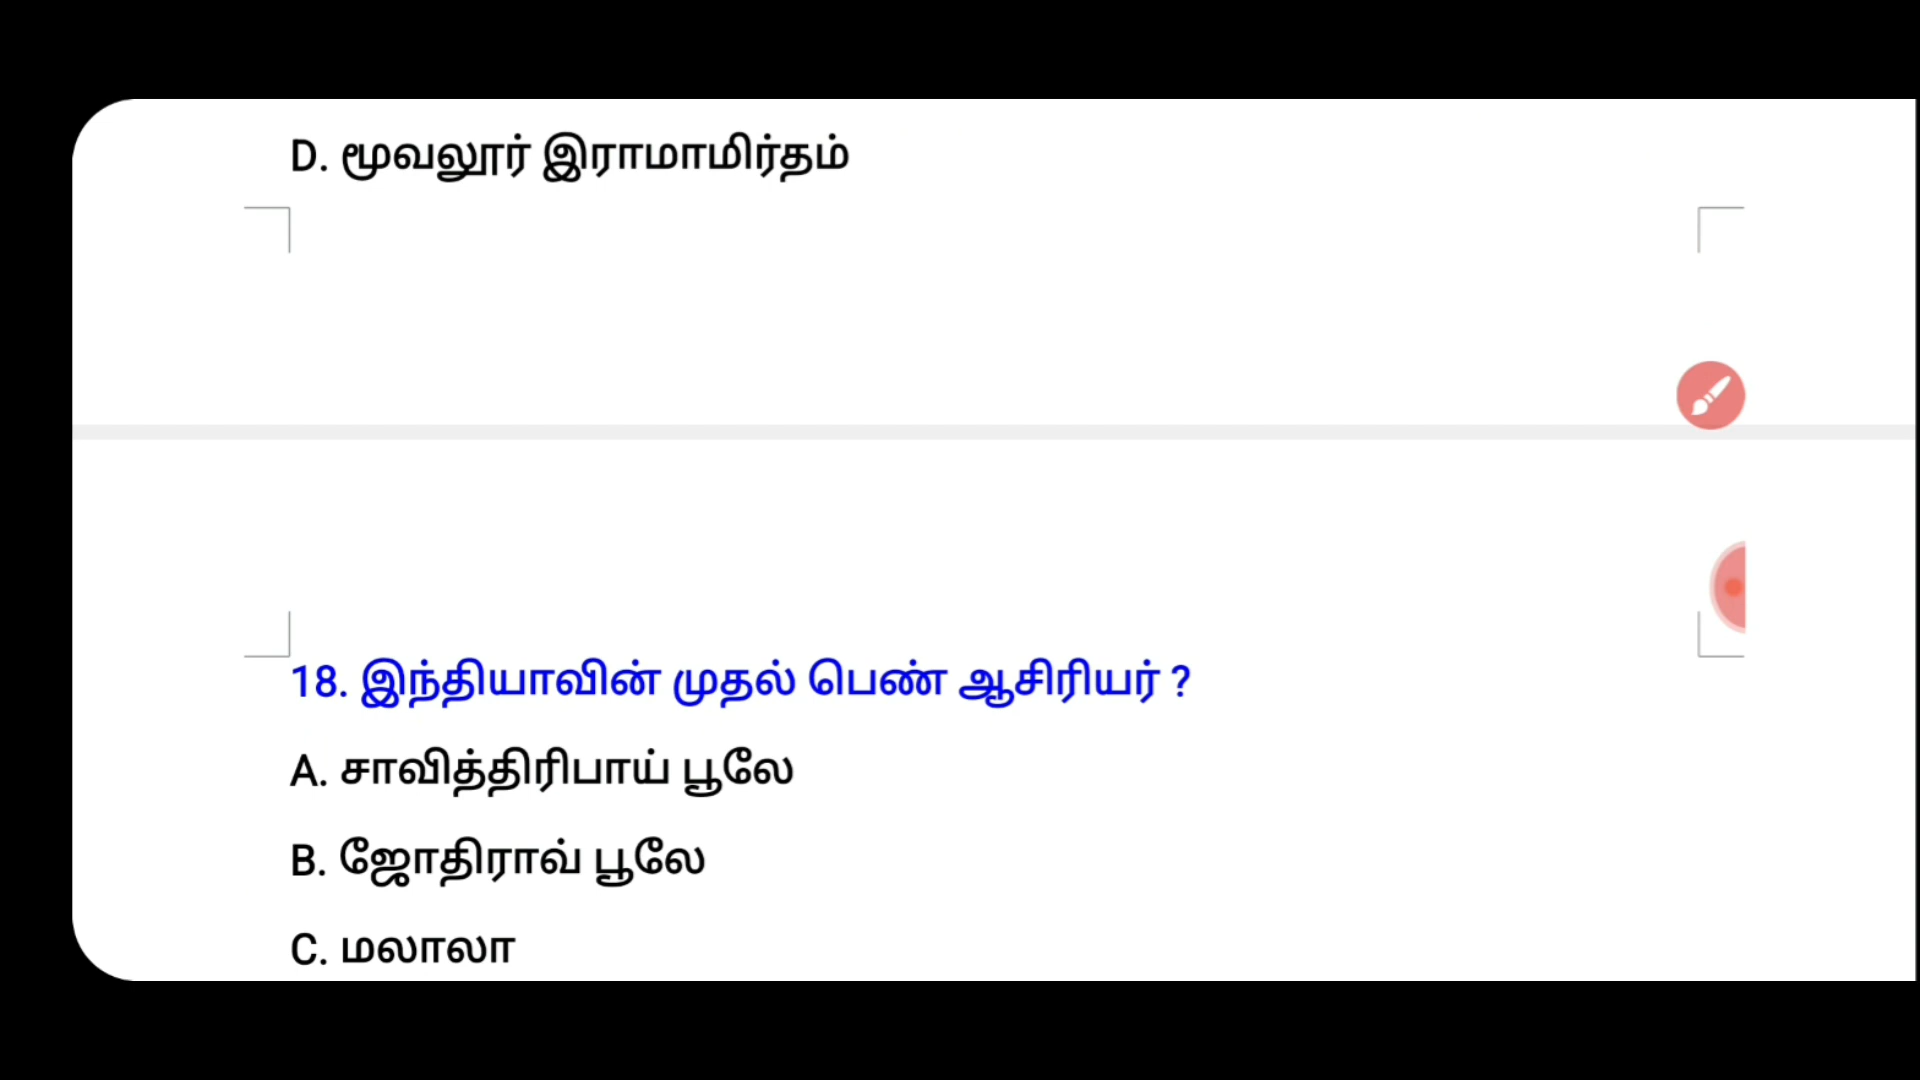 D. மூவலூர் இராமாமிர்தம்
18. இந்தியாவின் முதல் பெண் ஆசிரியர் ?
A. சாவித்திரிபாய் பூலே
B. ஜோதிராவ் பூலே
C. மலாலா